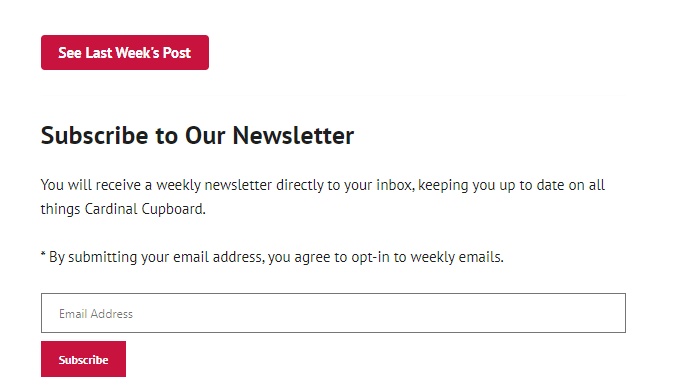 See Last Week's Post
Subscribe to Our Newsletter
You will receive a weekly newsletter directly to your inbox, keeping you up to date on all
things Cardinal Cupboard.
* By submitting your email address, you agree to opt-in to weekly emails.
Email Address
Subscribe